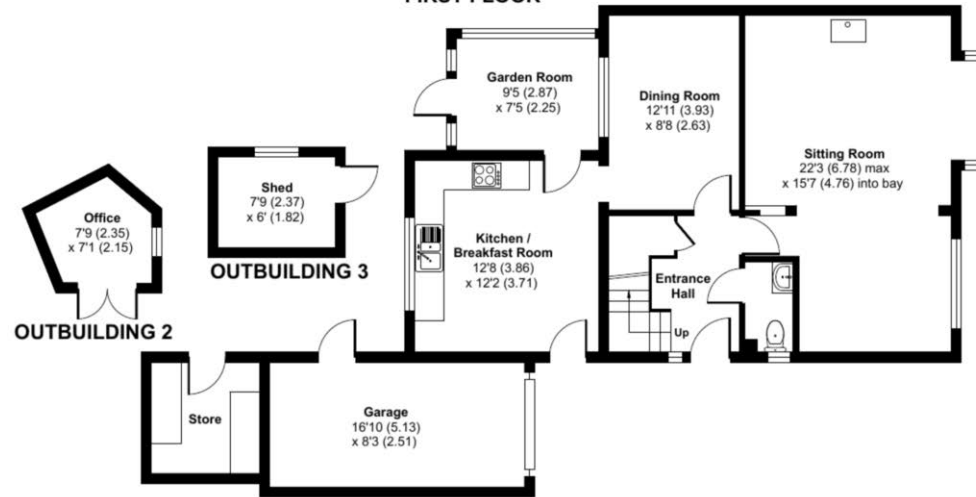 FIRST FLOOR
Garden Room
9'5 (2.87)
x 7'5 (2.25)
Dining Room
12'11 (3.93)
x 8'8 (2.63)
Sitting Room
22'3 (6.78) max
x 15'7 (4.76) into bay
Shed
7'9 (2.37)
x 6' (1.82)
OUTBUILDING 3
Office
7'9 (2.35)
x 7'1 (2.15)
OUTBUILDING 2
Kitchen /
Breakfast Room
12'8 (3.86)
x 12'2 (3.71)
Entrance
Hall
Up
Store
Garage
16'10 (5.13)
x 8'3 (2.51)